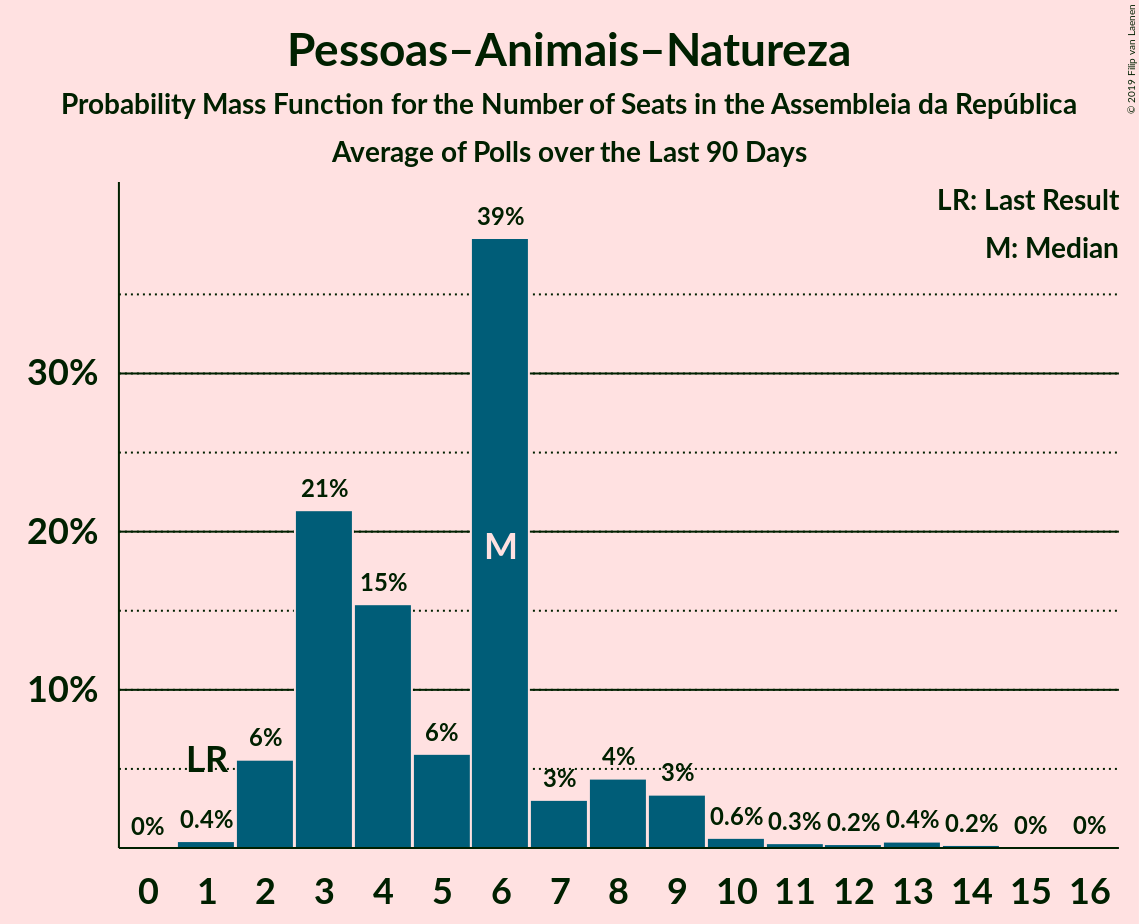 Pessoas–Animais–Natureza
Probability Mass Function for the Number of Seats in the Assembleia da República
Average of Polls over the Last 90 Days
© 2019 Filip van Laenen
LR: Last Result
M: Median
39%
30%
21%
20%
M
15%
10%
6%
6%
LR
4%
3%
3%
0%
0.4%
0.6%
0.3%
0.2%
0.4%
0.2%
0%
0%
0 1 2 3 4 5 6 7 8 9 10 11 12 13 14 15 16